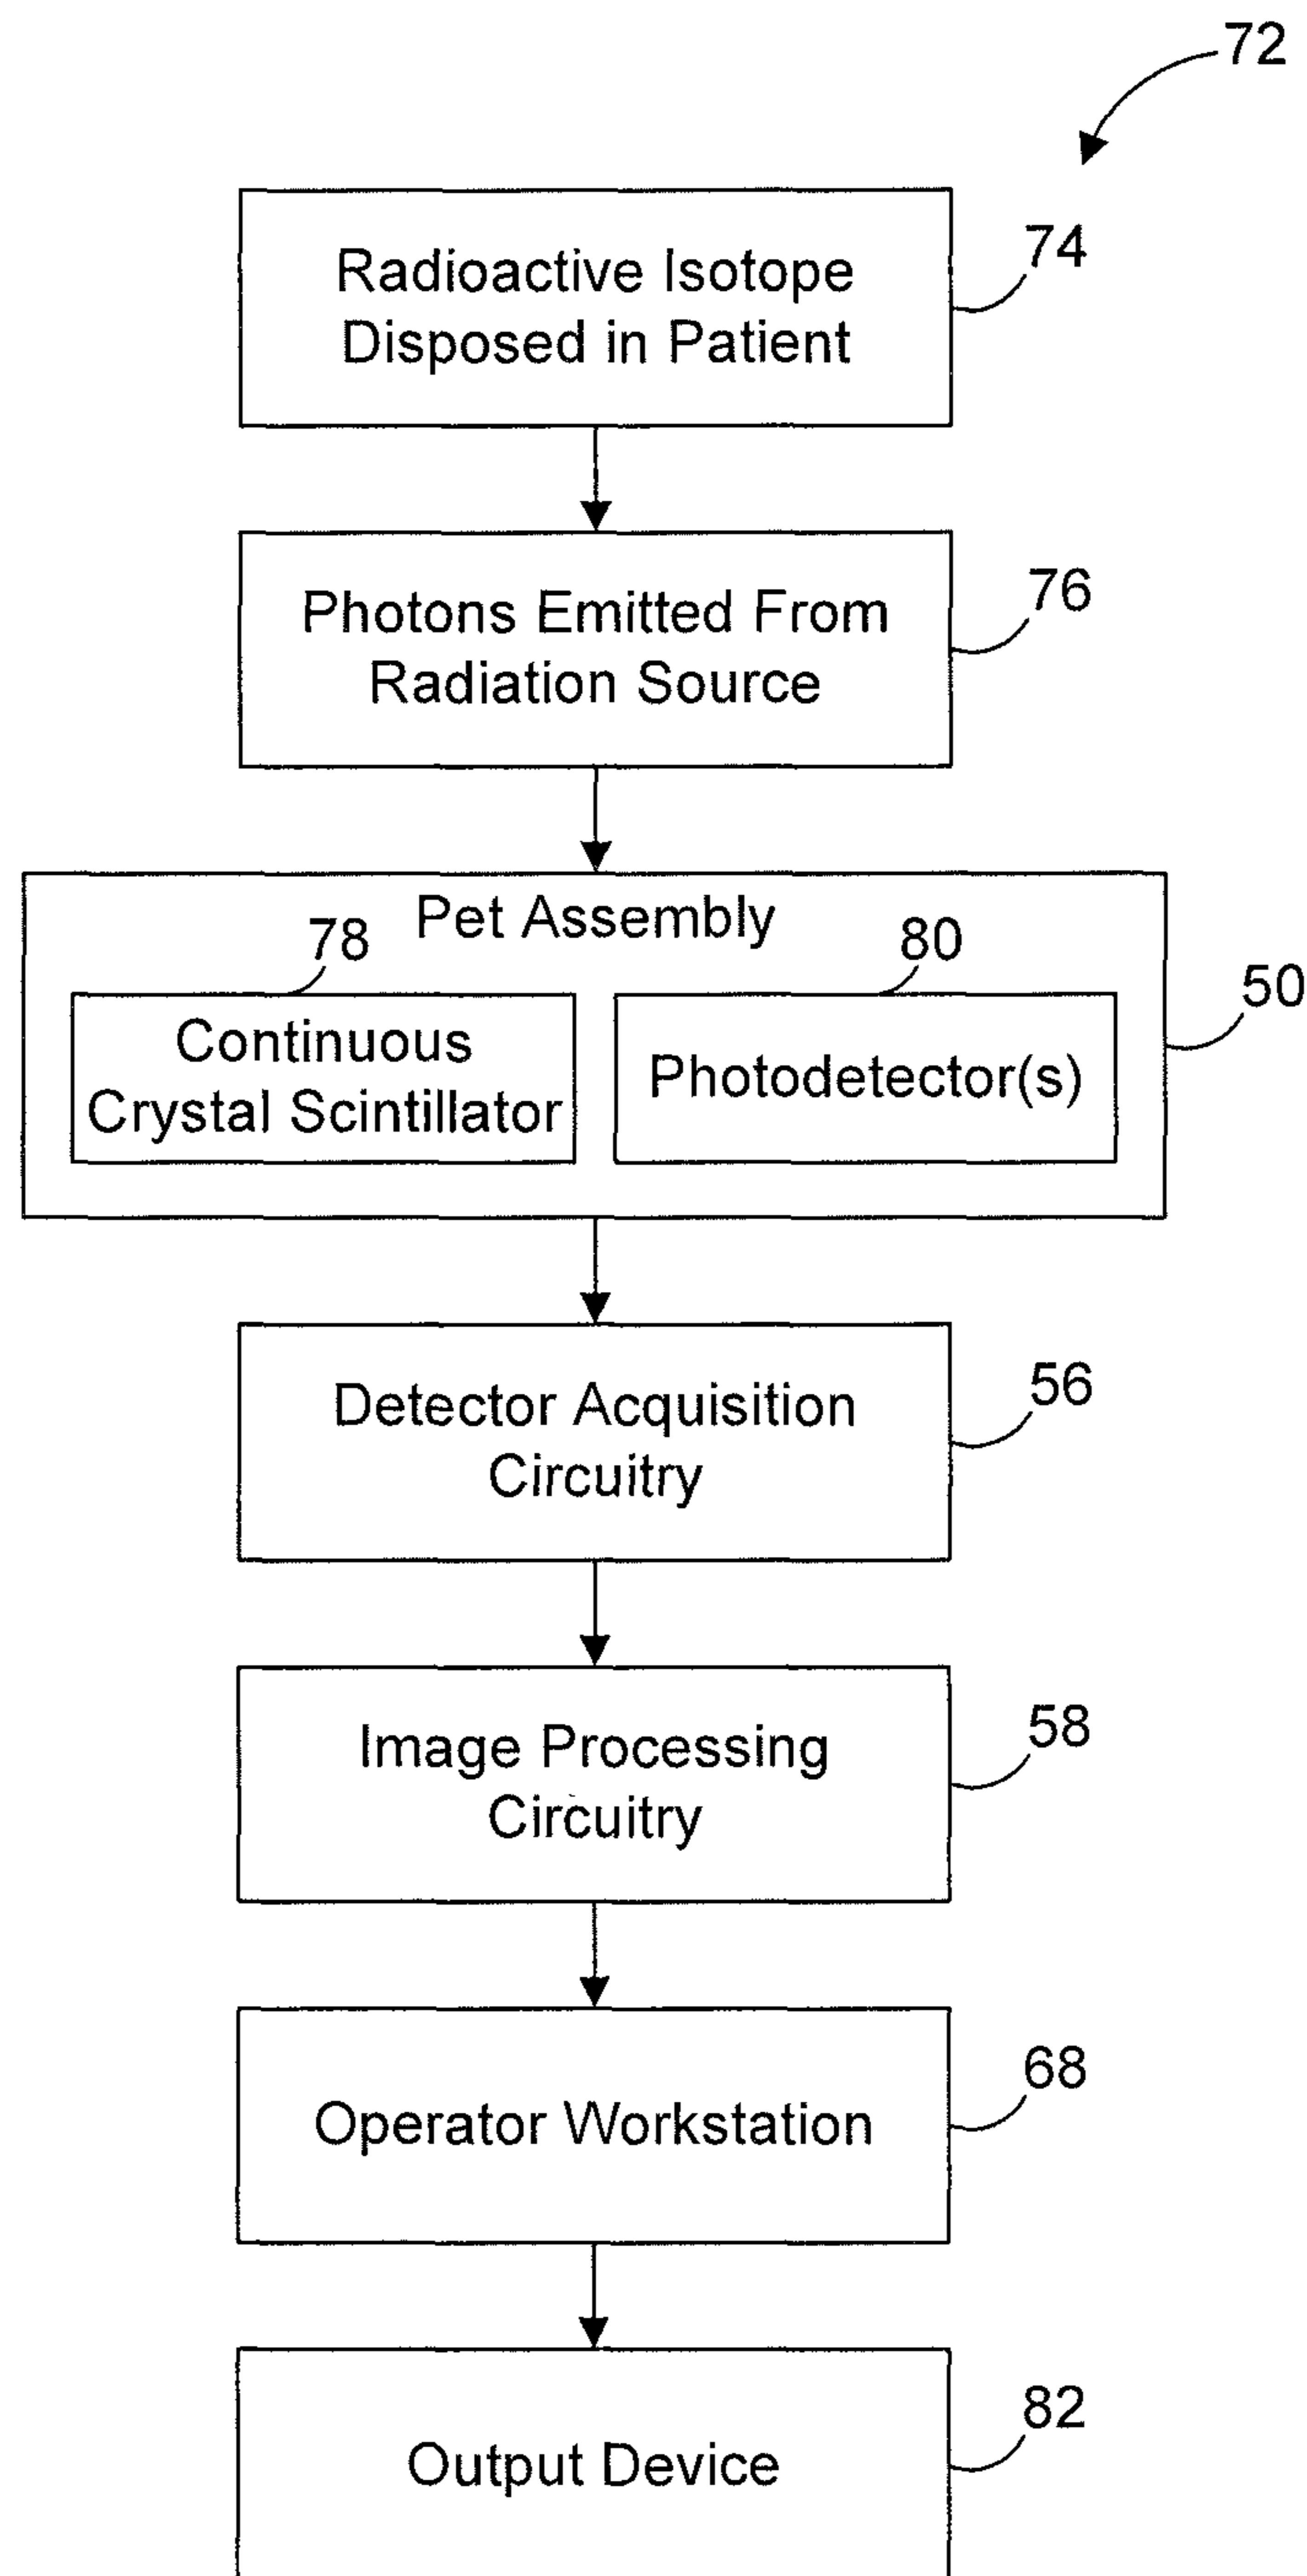 72
Radioactive Isotope
Disposed in Patient
74
Photons Emitted From
Radiation Source
76
Pet Assembly
78
80
50
Continuous
Crystal Scintillator
Photodetector(s)
Detector Acquisition
Circuitry
56
Image Processing
Circuitry
58
Operator Workstation
68
Output Device
82